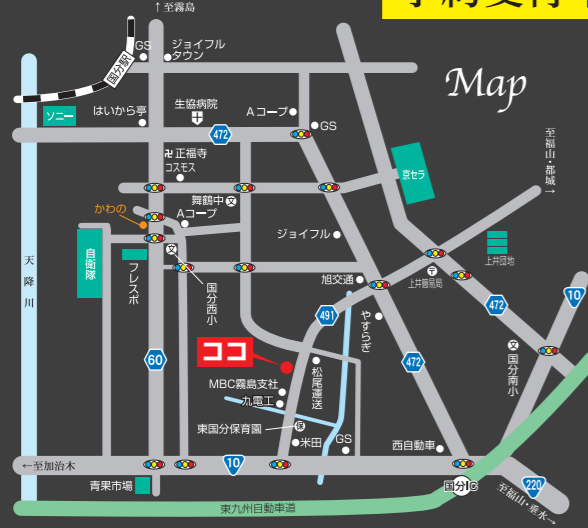 ↑至霧島
GS
ジョイフル
タウン
国分駅
Map
ソニー
はいから亭
生協病院
Aコープ
GS
472
至福山・都城→
卍正福寺
コスモス
京セラ
舞鶴中
文
かわの
Aコープ
ジョイフル
自衛隊
文
フレスポ
国分西小
上井団地
〒
上井簡易局
天降川
旭交通
10
472
491
やすらぎ
ココ
60
472
文
国分南小
松尾運送
MBC霧島支社
九電工
東国分保育園
保
米田
GS
西自動車
←至加治木
10
国分IC
220
青果市場
至福山・垂水→
東九州自動車道